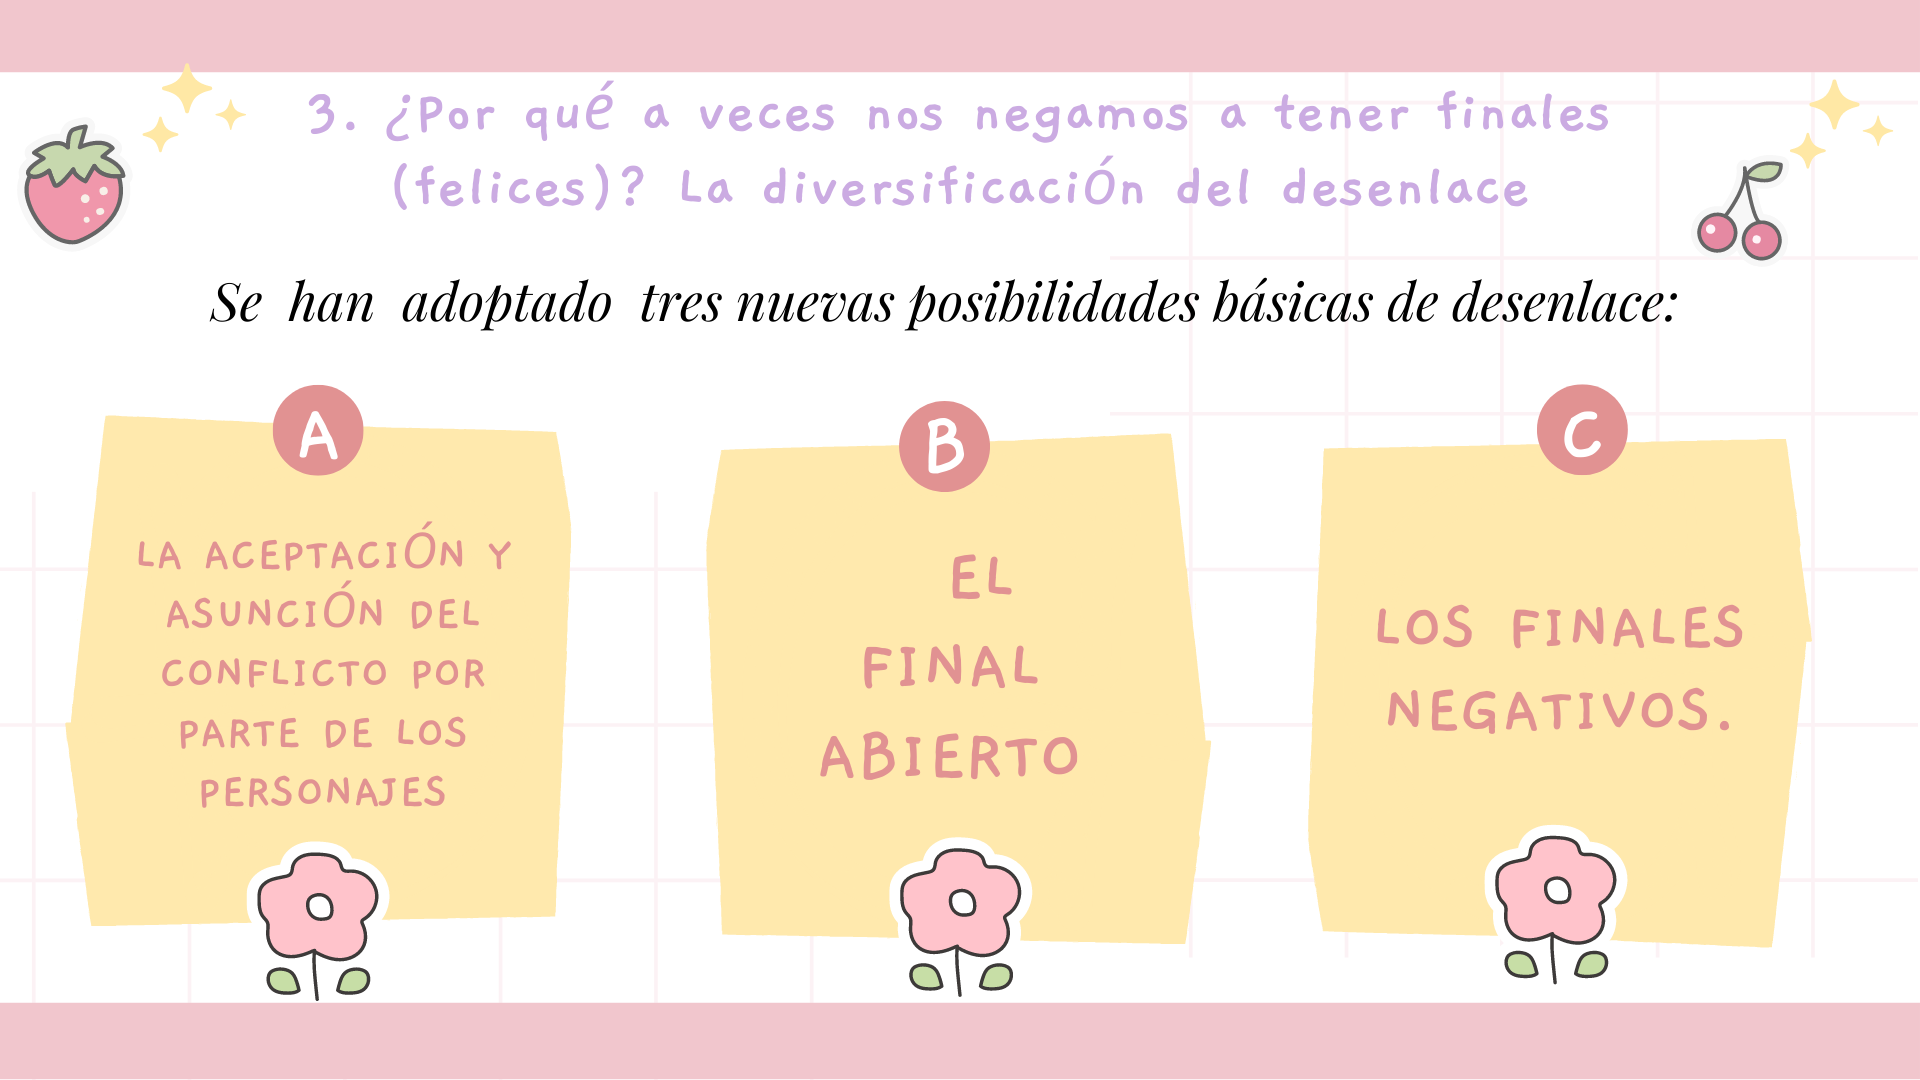 3. ¿Por qué a veces nos negamos a tener finales
(felices)? La diversificación del desenlace
Se han adoptado tres nuevas posibilidades básicas de desenlace:
A
LA ACEPTACIÓN Y
ASUNCIÓN DEL
CONFLICTO POR
PARTE DE LOS
PERSONAJES
B
EL
FINAL
ABIERTO
C
LOS FINALES
NEGATIVOS.